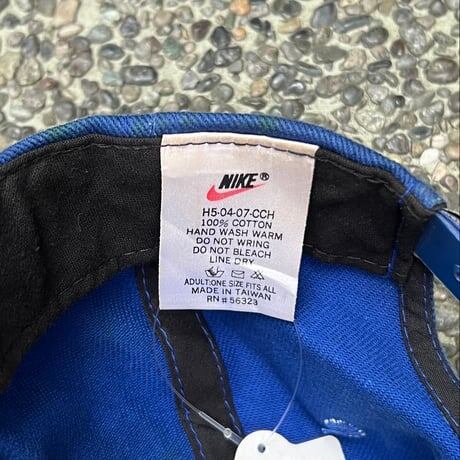 NIKE®
H5-04-07-CCH
100% COTTON
HAND WASH WARM
DO NOT WRING
DO NOT BLEACH
LINE DRY
ADULT:ONE SIZE FITS ALL
MADE IN TAIWAN
RN # 56323